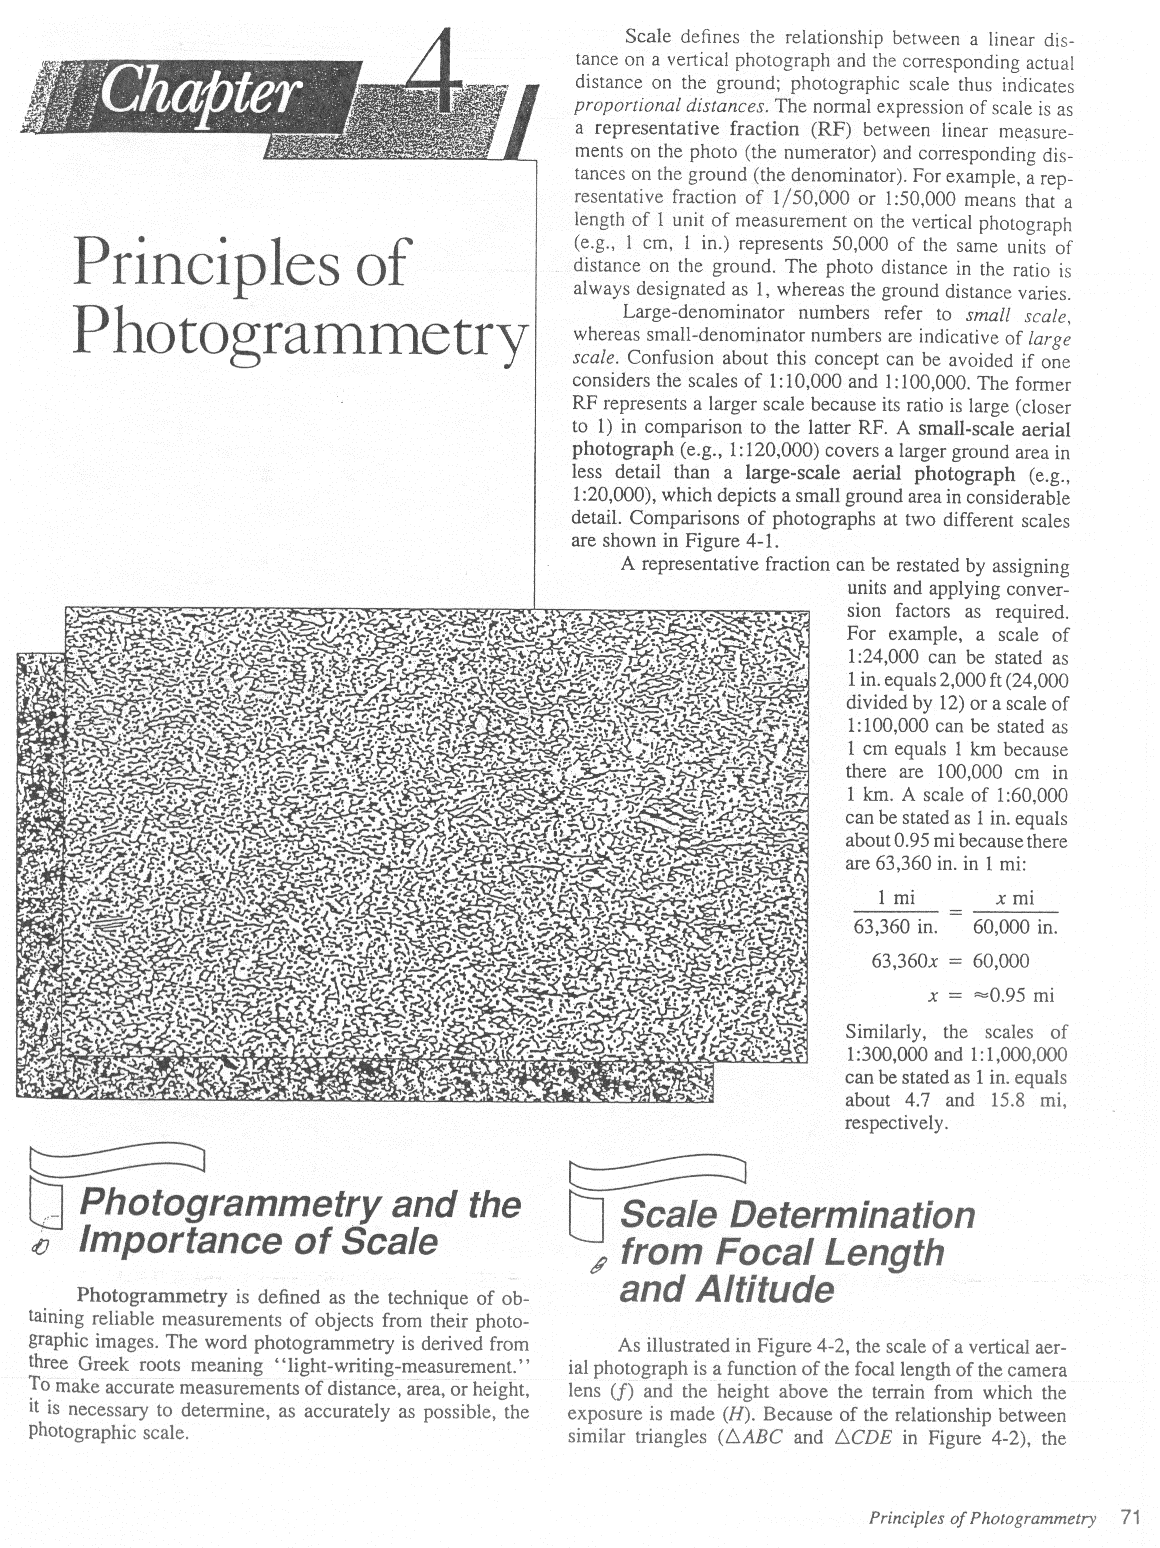 Chapter 4
Principles of
Photogrammetry
Photogrammetry and the
Importance of Scale
Photogrammetry is defined as the technique of ob-
taining reliable measurements of objects from their photo-
graphic images. The word photogrammetry is derived from
three Greek roots meaning ‘‘light-writing-measurement.’’
To make accurate measurements of distance, area, or height,
it is necessary to determine, as accurately as possible, the
photographic scale.
Scale defines the relationship between a linear dis-
tance on a vertical photograph and the corresponding actual
distance on the ground; photographic scale thus indicates
proportional distances. The normal expression of scale is as
a representative fraction (RF) between linear measure-
ments on the photo (the numerator) and corresponding dis-
tances on the ground (the denominator). For example, a rep-
resentative fraction of 1/50,000 or 1:50,000 means that a
length of 1 unit of measurement on the vertical photograph
(e.g., 1 cm, 1 in.) represents 50,000 of the same units of
distance on the ground. The photo distance in the ratio is
always designated as 1, whereas the ground distance varies.
Large-denominator numbers refer to small scale,
whereas small-denominator numbers are indicative of large
scale. Confusion about this concept can be avoided if one
considers the scales of 1:10,000 and 1:100,000. The former
RF represents a larger scale because its ratio is large (closer
to 1) in comparison to the latter RF. A small-scale aerial
photograph (e.g., 1:120,000) covers a larger ground area in
less detail than a large-scale aerial photograph (e.g.,
1:20,000), which depicts a small ground area in considerable
detail. Comparisons of photographs at two different scales
are shown in Figure 4-1.
A representative fraction can be restated by assigning
units and applying conver-
sion factors as required.
For example, a scale of
1:24,000 can be stated as
1 in. equals 2,000 ft (24,000
divided by 12) or a scale of
1:100,000 can be stated as
1 cm equals 1 km because
there are 100,000 cm in
1 km. A scale of 1:60,000
can be stated as 1 in. equals
about 0.95 mi because there
are 63,360 in. in 1 mi:
1 mi x mi
=
63,360 in. 60,000 in.
63,360x = 60,000
x = ≈0.95 mi
Similarly, the scales of
1:300,000 and 1:1,000,000
can be stated as 1 in. equals
about 4.7 and 15.8 mi,
respectively.
Scale Determination
from Focal Length
and Altitude
As illustrated in Figure 4-2, the scale of a vertical aer-
ial photograph is a function of the focal length of the camera
lens (f) and the height above the terrain from which the
exposure is made (H). Because of the relationship between
similar triangles (△ABC and △CDE in Figure 4-2), the
Principles of Photogrammetry 71